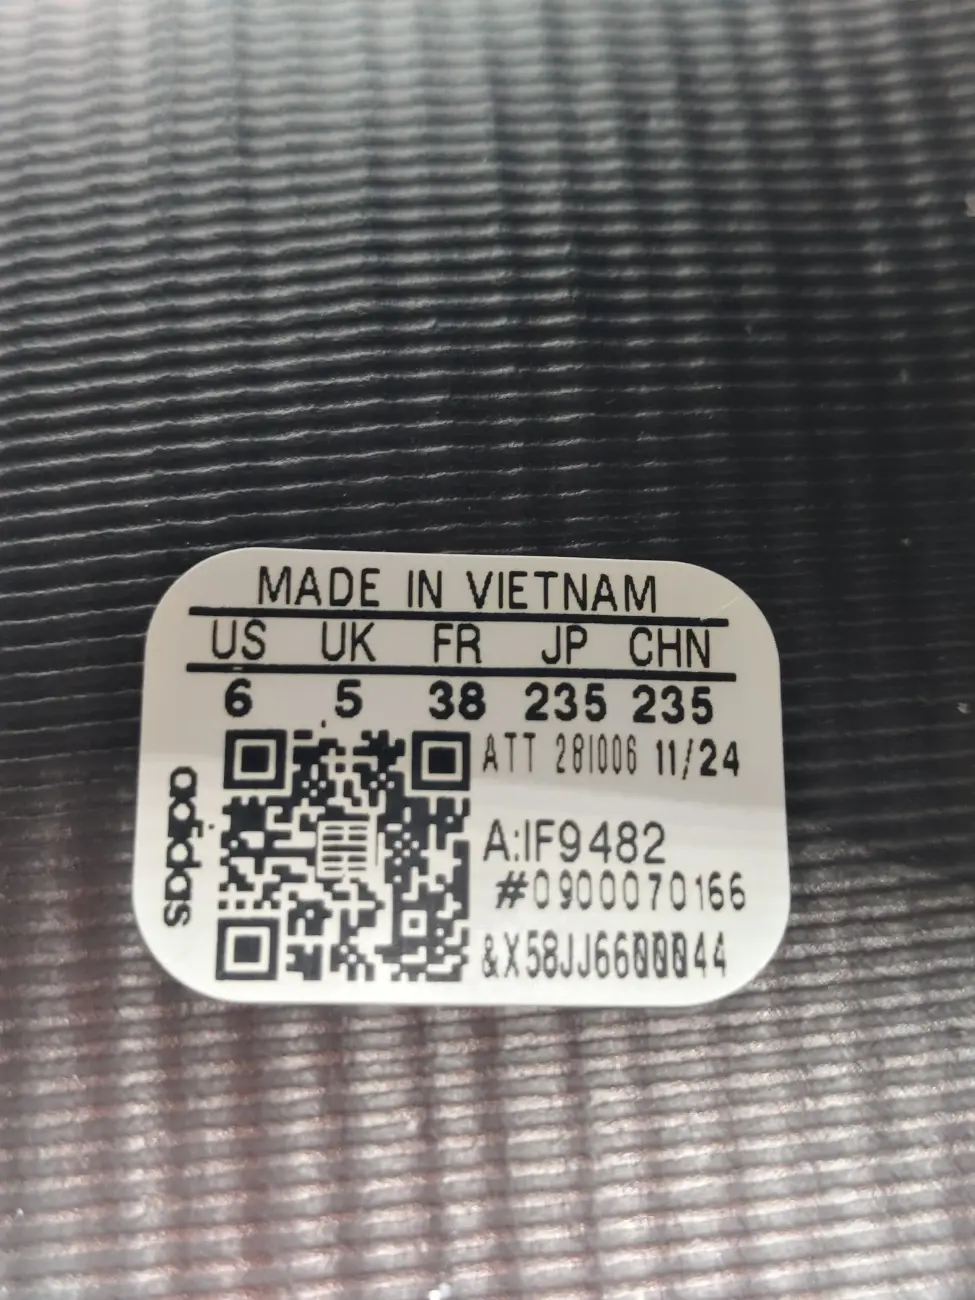 MADE IN VIETNAM
US UK FR JP CHN
6 5 38 235 235
ATT 281006 11/24
A:IF9482
#0900070166
&X58JJ6600044
adidas